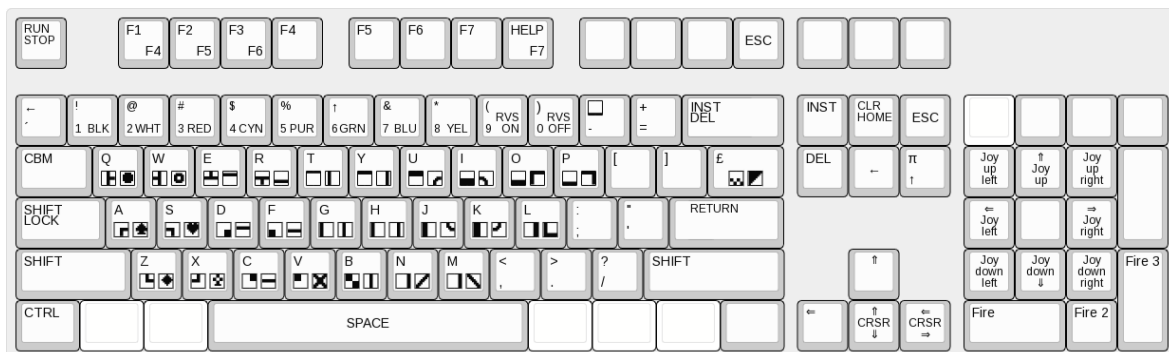 RUN STOP F1 F4 F2 F5 F3 F6 F4 F5 F6 F7 HELP F7 ESC
← ´ ! 1 BLK @ 2 WHT # 3 RED $ 4 CYN % 5 PUR ↑ 6 GRN & 7 BLU * 8 YEL ( 9 RVS ON ) 0 RVS OFF - + = INST DEL INST CLR HOME ESC
CBM Q W E R T Y U I O P [ ] £ DEL ← π ↑ Joy up left ⇑ Joy up Joy up right
SHIFT LOCK A S D F G H J K L : ; " ' RETURN ⇐ Joy left ⇒ Joy right
SHIFT Z X C V B N M < , > . ? / SHIFT ⇑ Joy down left Joy down ⇓ Joy down right Fire 3
CTRL SPACE ⇐ ⇑ CRSR ⇓ ⇐ CRSR ⇒ Fire Fire 2